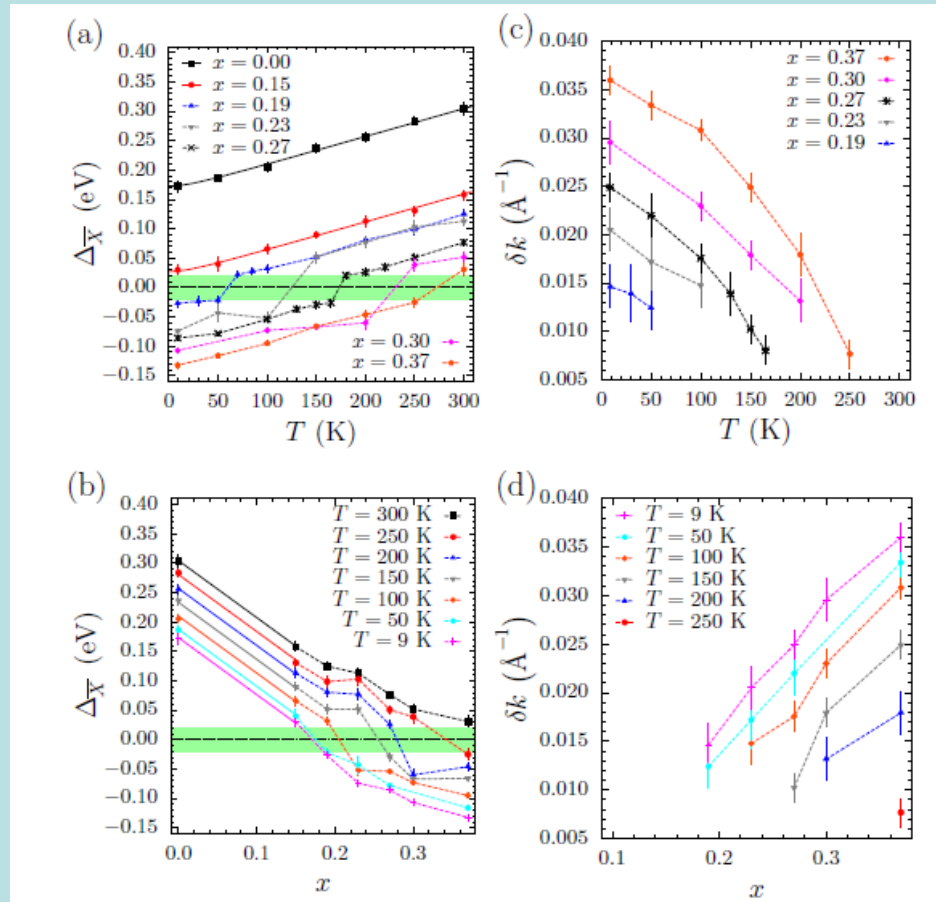 (a)
0.40
0.35
0.30
0.25
0.20
0.15
0.10
0.05
0.00
−0.05
−0.10
−0.15
Δ_X̅ (eV)
x = 0.00
x = 0.15
x = 0.19
x = 0.23
x = 0.27
x = 0.30
x = 0.37
0 50 100 150 200 250 300
T (K)
(c)
0.040
0.035
0.030
0.025
0.020
0.015
0.010
0.005
δk (Å⁻¹)
x = 0.37
x = 0.30
x = 0.27
x = 0.23
x = 0.19
0 50 100 150 200 250 300
T (K)
(b)
0.40
0.35
0.30
0.25
0.20
0.15
0.10
0.05
0.00
−0.05
−0.10
−0.15
Δ_X̅ (eV)
T = 300 K
T = 250 K
T = 200 K
T = 150 K
T = 100 K
T = 50 K
T = 9 K
0.0 0.1 0.2 0.3
x
(d)
0.040
0.035
0.030
0.025
0.020
0.015
0.010
0.005
δk (Å⁻¹)
T = 9 K
T = 50 K
T = 100 K
T = 150 K
T = 200 K
T = 250 K
0.1 0.2 0.3
x